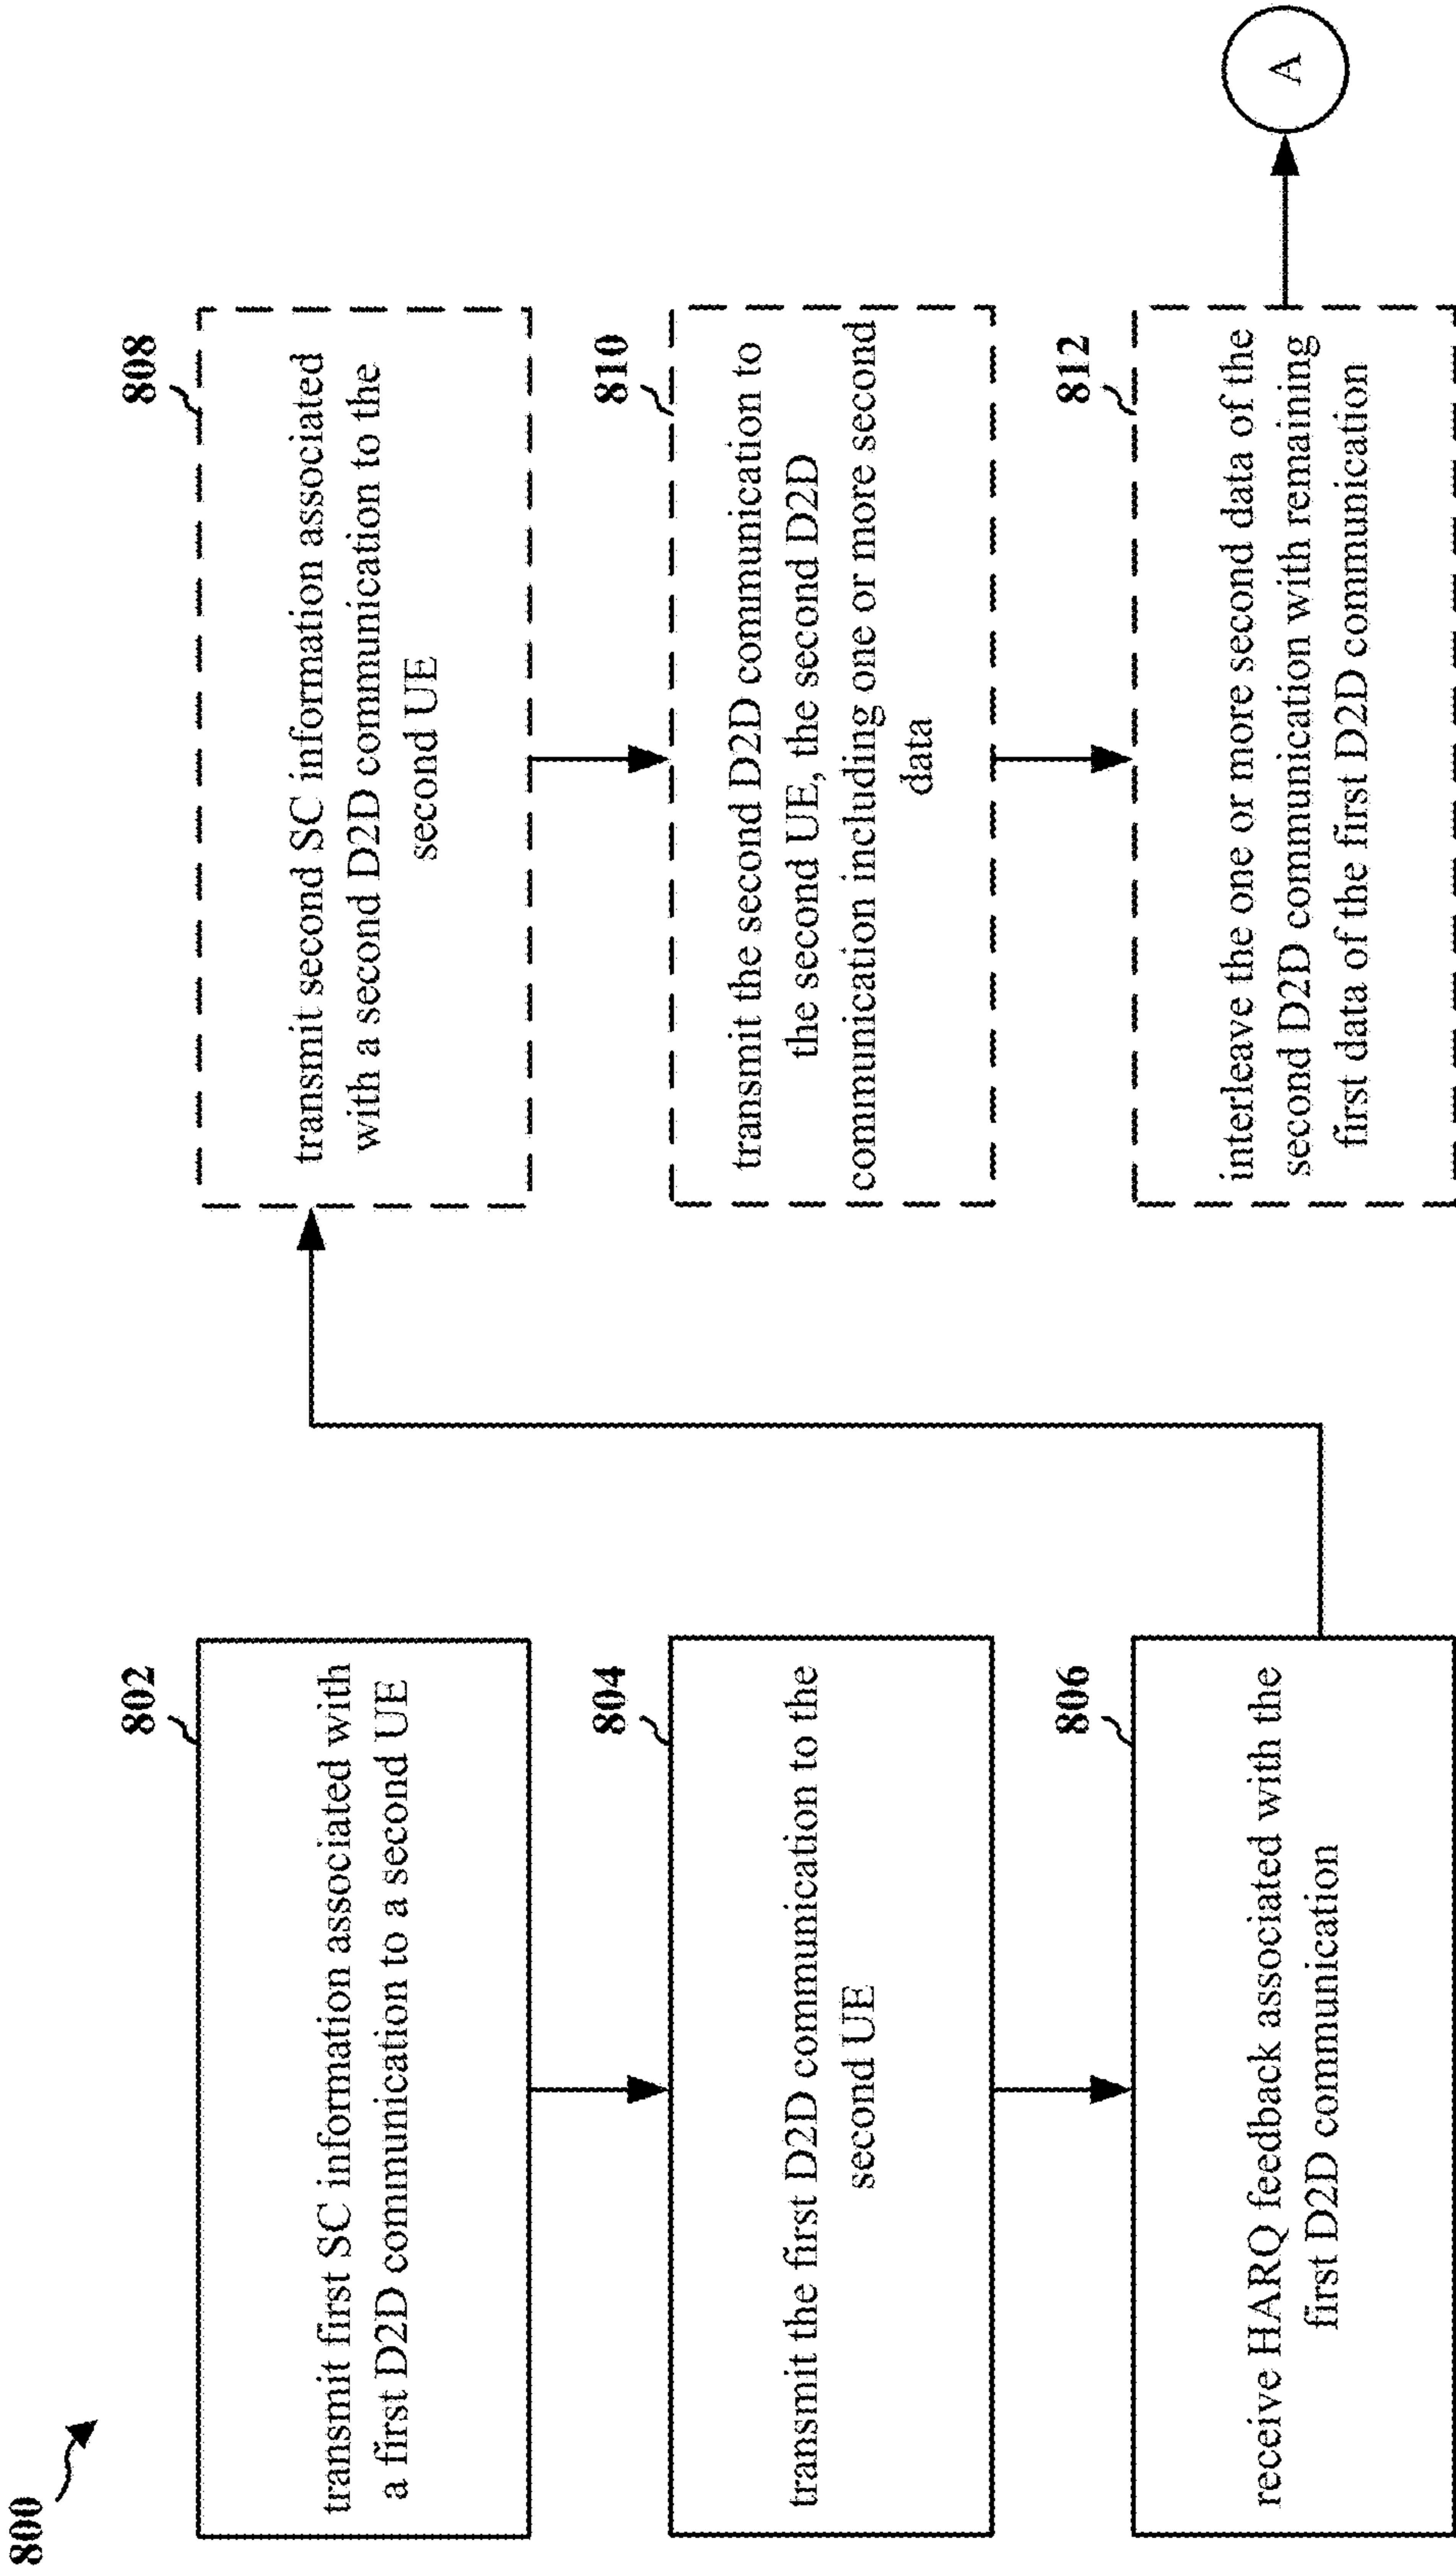 800
802
transmit first SC information associated with
a first D2D communication to a second UE
804
transmit the first D2D communication to the
second UE
806
receive HARQ feedback associated with the
first D2D communication
808
transmit second SC information associated
with a second D2D communication to the
second UE
810
transmit the second D2D communication to
the second UE, the second D2D
communication including one or more second
data
812
interleave the one or more second data of the
second D2D communication with remaining
first data of the first D2D communication
A